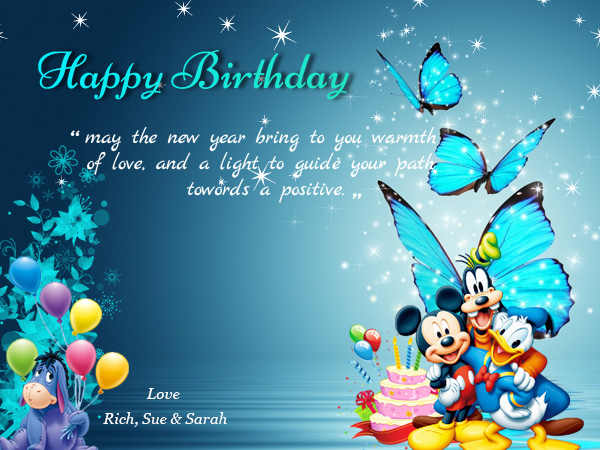 Happy Birthday
“ may the new year bring to you warmth
of love, and a light to guide your path
towards a positive. „
Love
Rich, Sue & Sarah